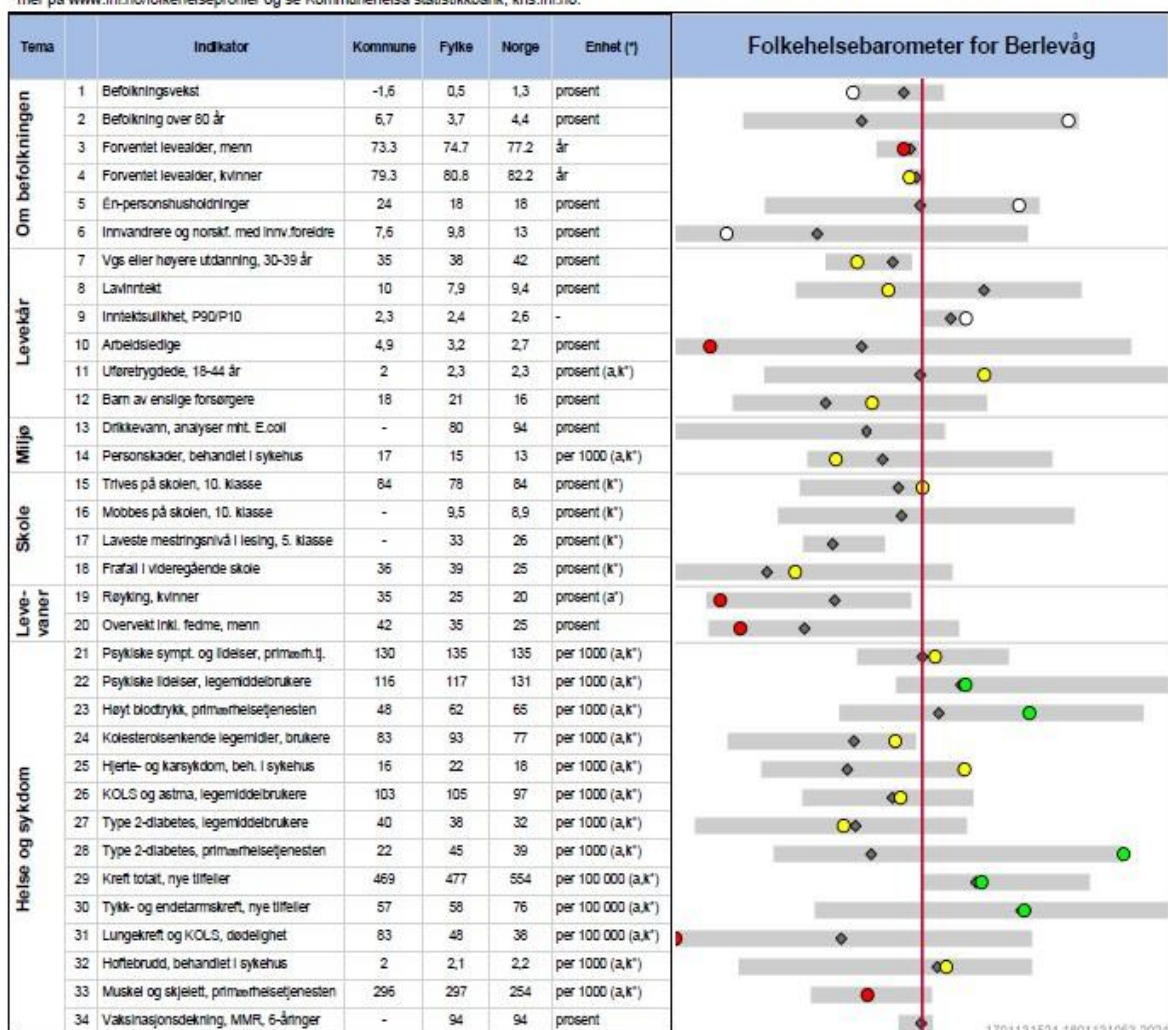 mer på www.fhi.no/folkehelseprofiler og se Kommunehelsa statistikkbank, khs.fhi.no.
Tema Indikator Kommune Fylke Norge Enhet (*) Folkehelsebarometer for Berlevåg
Om befolkningen
1 Befolkningsvekst -1,6 0,5 1,3 prosent
2 Befolkning over 80 år 6,7 3,7 4,4 prosent
3 Forventet levealder, menn 73.3 74.7 77.2 år
4 Forventet levealder, kvinner 79.3 80.8 82.2 år
5 Én-personshusholdninger 24 18 18 prosent
6 Innvandrere og norskf. med innv.foreldre 7,6 9,8 13 prosent
Levekår
7 Vgs eller høyere utdanning, 30-39 år 35 38 42 prosent
8 Lavinntekt 10 7,9 9,4 prosent
9 Inntektsulikhet, P90/P10 2,3 2,4 2,6 -
10 Arbeidsledige 4,9 3,2 2,7 prosent
11 Uføretrygdede, 18-44 år 2 2,3 2,3 prosent (a,k*)
12 Barn av enslige forsørgere 18 21 16 prosent
Miljø
13 Drikkevann, analyser mht. E.coli - 80 94 prosent
14 Personskader, behandlet i sykehus 17 15 13 per 1000 (a,k*)
Skole
15 Trives på skolen, 10. klasse 84 78 84 prosent (k*)
16 Mobbes på skolen, 10. klasse - 9,5 8,9 prosent (k*)
17 Laveste mestringsnivå i lesing, 5. klasse - 33 26 prosent (k*)
18 Frafall i videregående skole 36 39 25 prosent (k*)
Leve-
vaner
19 Røyking, kvinner 35 25 20 prosent (a*)
20 Overvekt inkl. fedme, menn 42 35 25 prosent
Helse og sykdom
21 Psykiske sympt. og lidelser, primærh.tj. 130 135 135 per 1000 (a,k*)
22 Psykiske lidelser, legemiddelbrukere 116 117 131 per 1000 (a,k*)
23 Høyt blodtrykk, primærhelsetjenesten 48 62 65 per 1000 (a,k*)
24 Kolesterolsenkende legemidler, brukere 83 93 77 per 1000 (a,k*)
25 Hjerte- og karsykdom, beh. i sykehus 16 22 18 per 1000 (a,k*)
26 KOLS og astma, legemiddelbrukere 103 105 97 per 1000 (a,k*)
27 Type 2-diabetes, legemiddelbrukere 40 38 32 per 1000 (a,k*)
28 Type 2-diabetes, primærhelsetjenesten 22 45 39 per 1000 (a,k*)
29 Kreft totalt, nye tilfeller 469 477 554 per 100 000 (a,k*)
30 Tykk- og endetarmskreft, nye tilfeller 57 58 76 per 100 000 (a,k*)
31 Lungekreft og KOLS, dødelighet 83 48 38 per 100 000 (a,k*)
32 Hoftebrudd, behandlet i sykehus 2 2,1 2,2 per 1000 (a,k*)
33 Muskel og skjelett, primærhelsetjenesten 296 297 254 per 1000 (a,k*)
34 Vaksinasjonsdekning, MMR, 6-åringer - 94 94 prosent